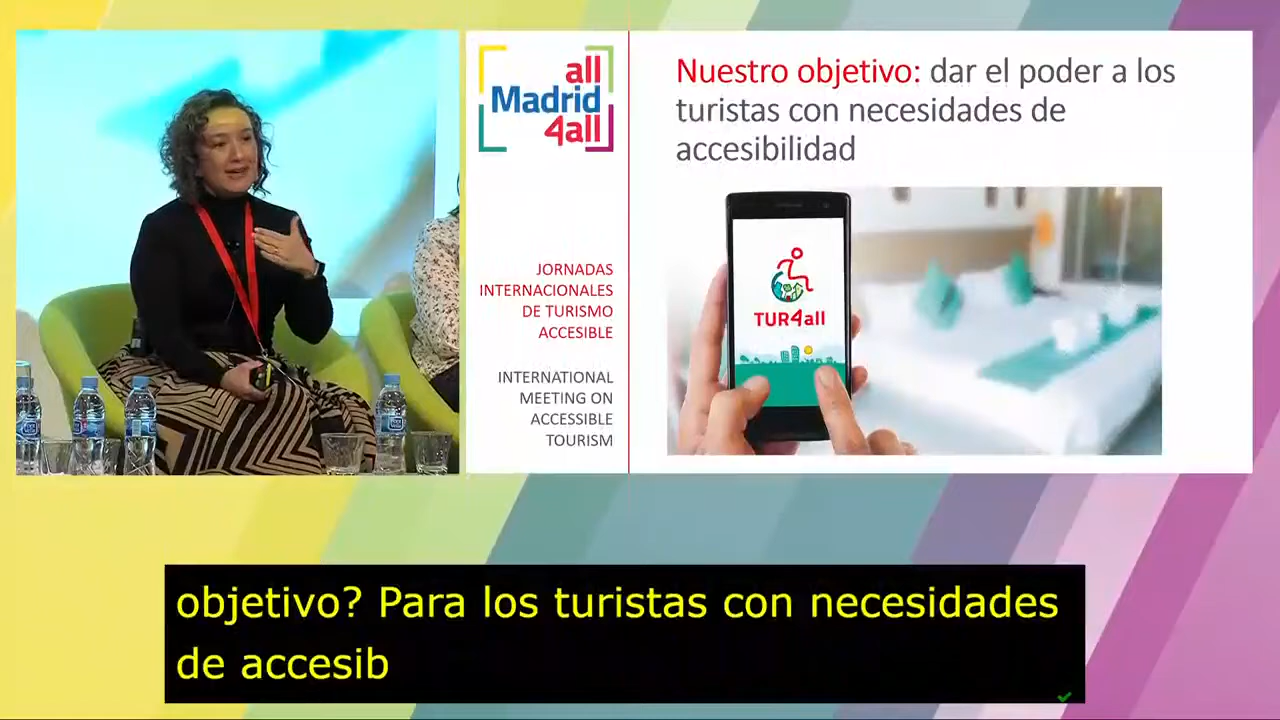 all
Madrid
4all
JORNADAS
INTERNACIONALES
DE TURISMO
ACCESIBLE
INTERNATIONAL
MEETING ON
ACCESSIBLE
TOURISM
Nuestro objetivo: dar el poder a los
turistas con necesidades de
accesibilidad
TUR4all
objetivo? Para los turistas con necesidades
de accesib